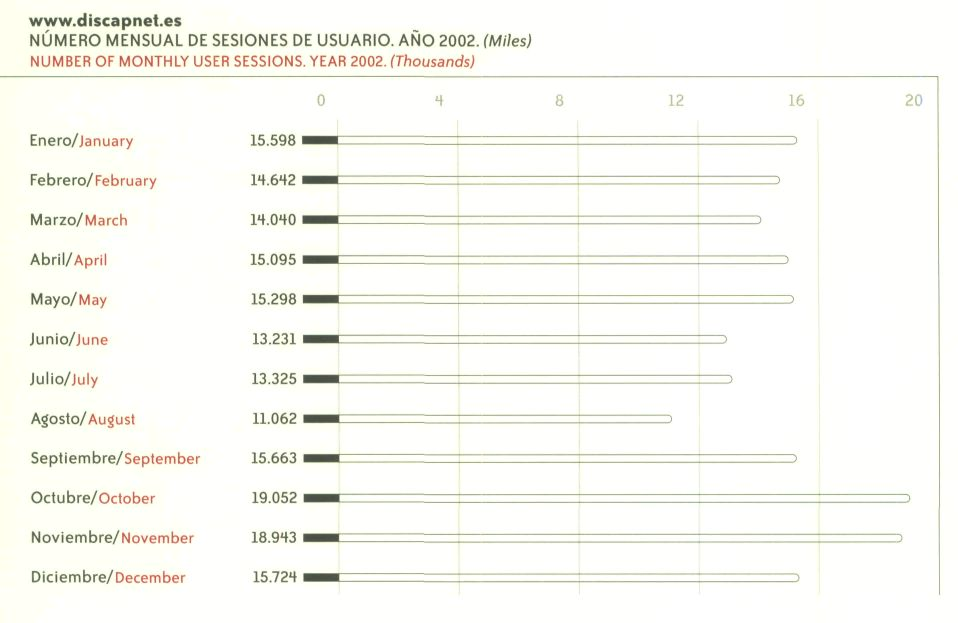 www.discapnet.es
NÚMERO MENSUAL DE SESIONES DE USUARIO. AÑO 2002. (Miles)
NUMBER OF MONTHLY USER SESSIONS. YEAR 2002. (Thousands)
0 4 8 12 16 20
Enero/January 15.598
Febrero/February 14.642
Marzo/March 14.040
Abril/April 15.095
Mayo/May 15.298
Junio/June 13.231
Julio/July 13.325
Agosto/August 11.062
Septiembre/September 15.663
Octubre/October 19.052
Noviembre/November 18.943
Diciembre/December 15.724